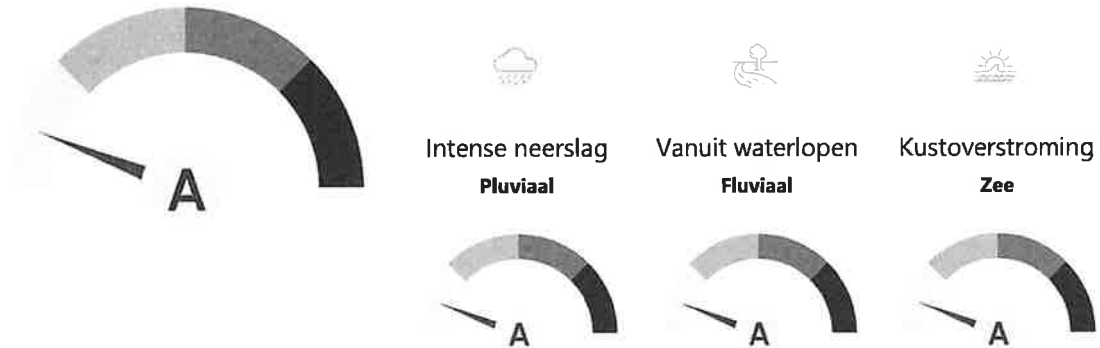 A
Intense neerslag
Pluviaal
A
Vanuit waterlopen
Fluviaal
A
Kustoverstroming
Zee
A